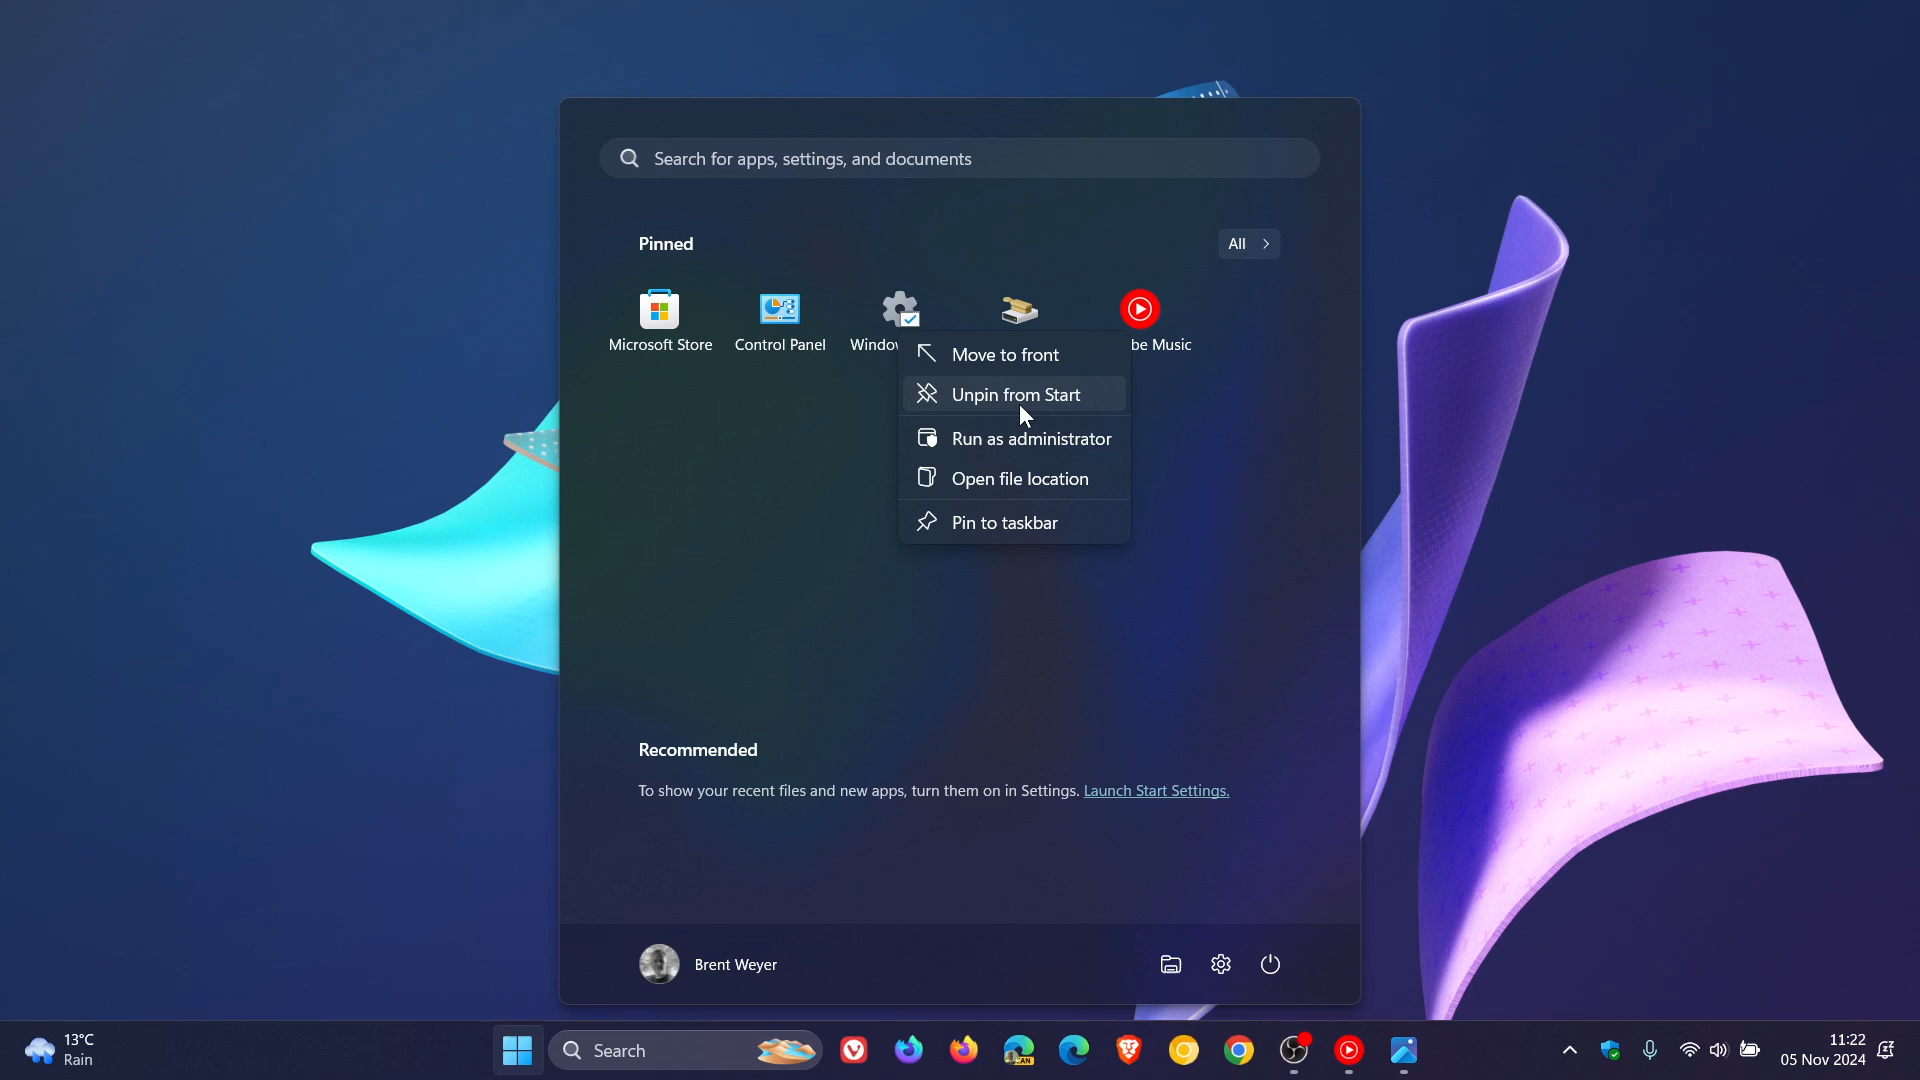 Search for apps, settings, and documents
Pinned
All
Microsoft Store
Control Panel
be Music
Move to front
Unpin from Start
Run as administrator
Open file location
Pin to taskbar
Recommended
To show your recent files and new apps, turn them on in Settings. Launch Start Settings.
Brent Weyer
13°C
Rain
Search
CAN
11:22
05 Nov 2024